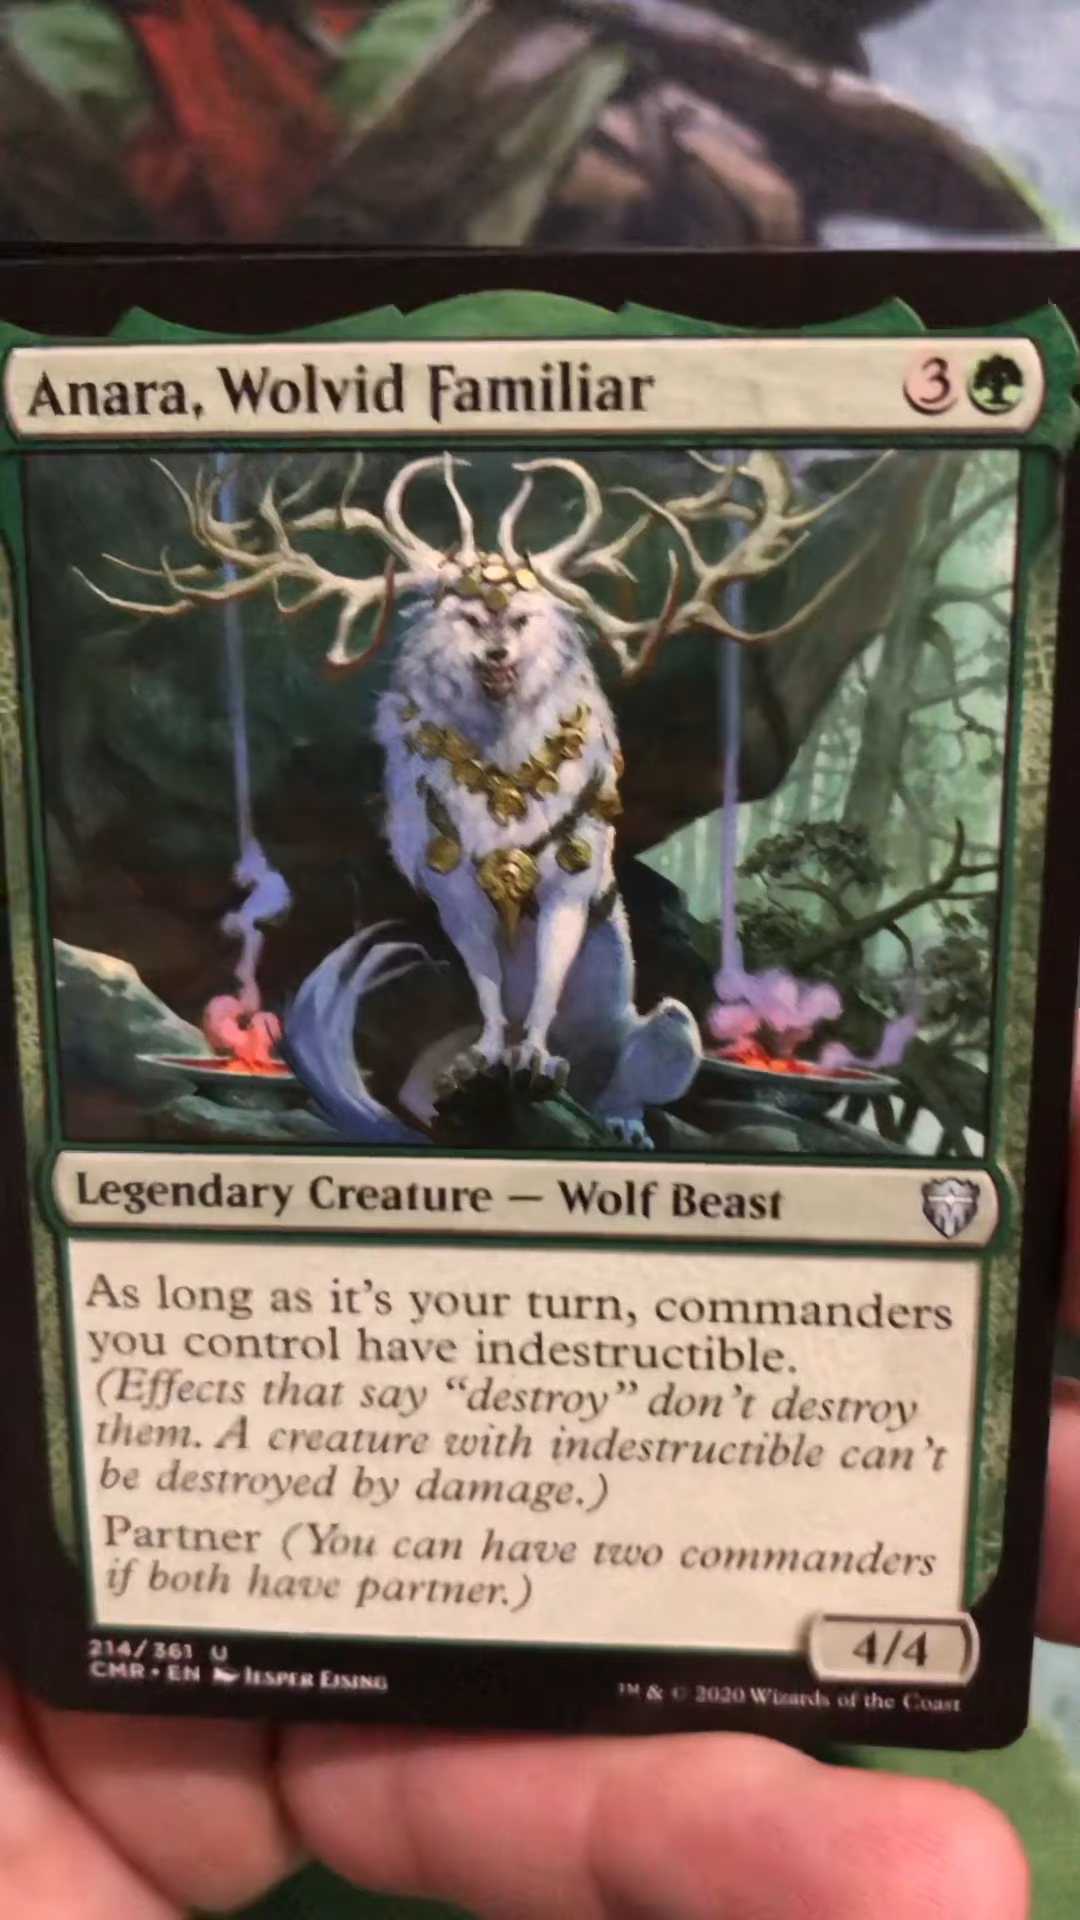 Anara, Wolvid Familiar 3
Legendary Creature — Wolf Beast
As long as it's your turn, commanders
you control have indestructible.
(Effects that say “destroy” don't destroy
them. A creature with indestructible can't
be destroyed by damage.)
Partner (You can have two commanders
if both have partner.)
4/4
214/361 U
CMR • EN JESPER EJSING
™ & © 2020 Wizards of the Coast